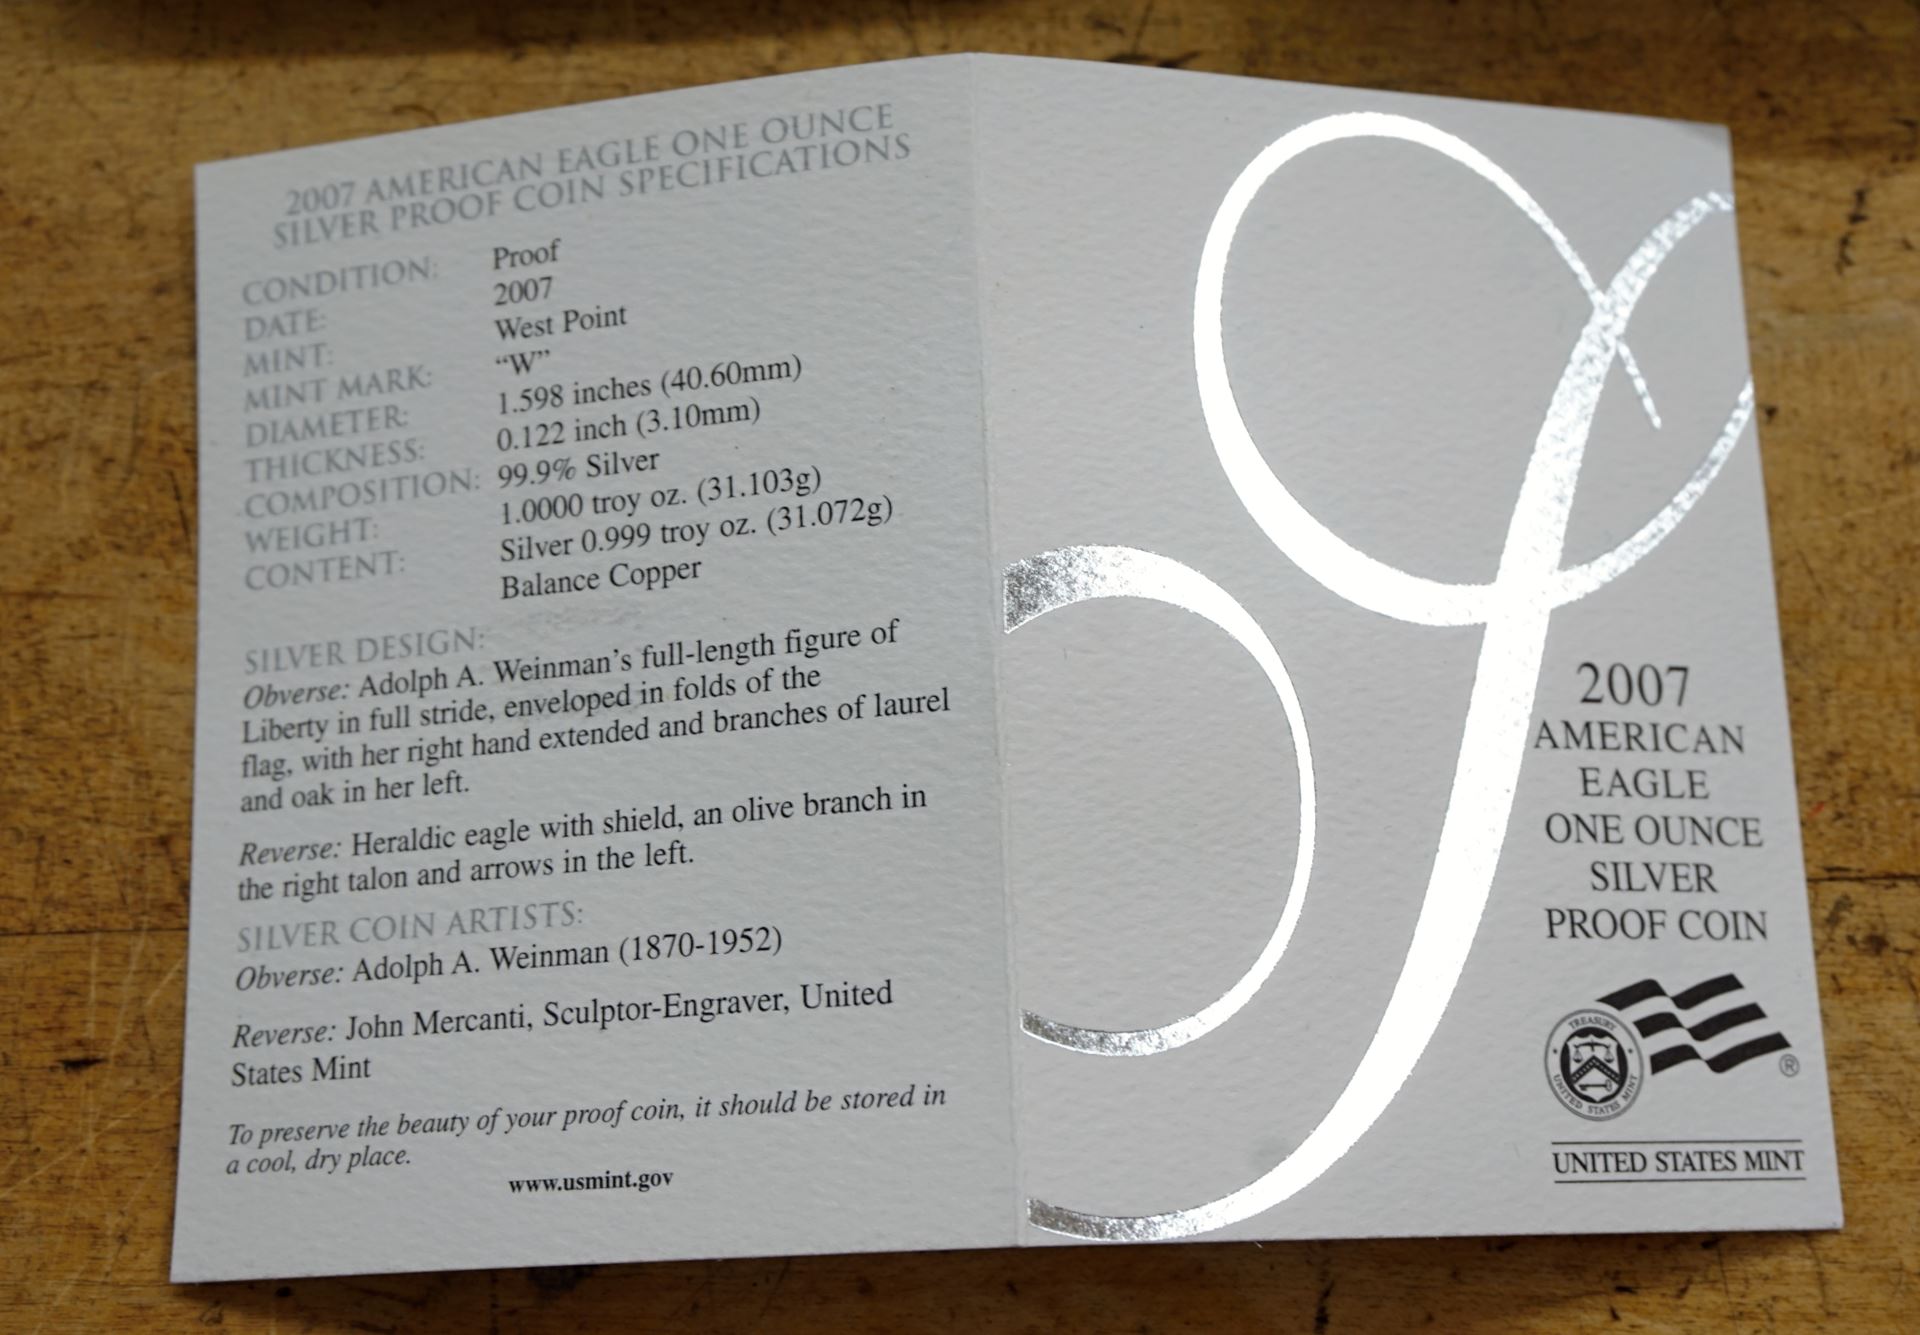 2007 AMERICAN EAGLE ONE OUNCE
SILVER PROOF COIN SPECIFICATIONS
CONDITION: Proof
DATE: 2007
MINT: West Point
MINT MARK: “W”
DIAMETER: 1.598 inches (40.60mm)
THICKNESS: 0.122 inch (3.10mm)
COMPOSITION: 99.9% Silver
WEIGHT: 1.0000 troy oz. (31.103g)
CONTENT: Silver 0.999 troy oz. (31.072g)
Balance Copper
SILVER DESIGN:
Obverse: Adolph A. Weinman’s full-length figure of
Liberty in full stride, enveloped in folds of the
flag, with her right hand extended and branches of laurel
and oak in her left.
Reverse: Heraldic eagle with shield, an olive branch in
the right talon and arrows in the left.
SILVER COIN ARTISTS:
Obverse: Adolph A. Weinman (1870-1952)
Reverse: John Mercanti, Sculptor-Engraver, United
States Mint
To preserve the beauty of your proof coin, it should be stored in
a cool, dry place.
www.usmint.gov
2007
AMERICAN
EAGLE
ONE OUNCE
SILVER
PROOF COIN
TREASURY
UNITED STATES MINT
®
UNITED STATES MINT